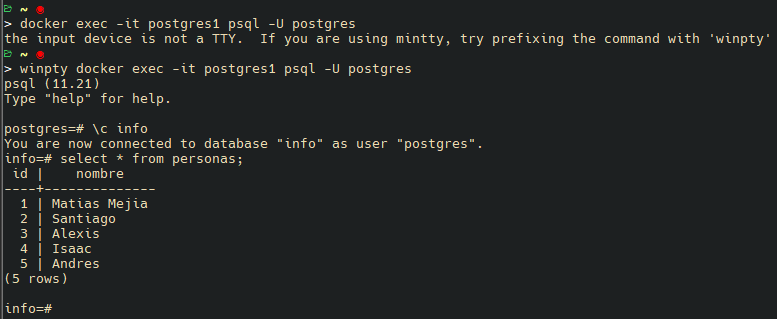 ~
> docker exec -it postgres1 psql -U postgres
the input device is not a TTY.  If you are using mintty, try prefixing the command with 'winpty'
~
> winpty docker exec -it postgres1 psql -U postgres
psql (11.21)
Type "help" for help.

postgres=# \c info
You are now connected to database "info" as user "postgres".
info=# select * from personas;
 id |    nombre
----+--------------
  1 | Matias Mejia
  2 | Santiago
  3 | Alexis
  4 | Isaac
  5 | Andres
(5 rows)

info=#